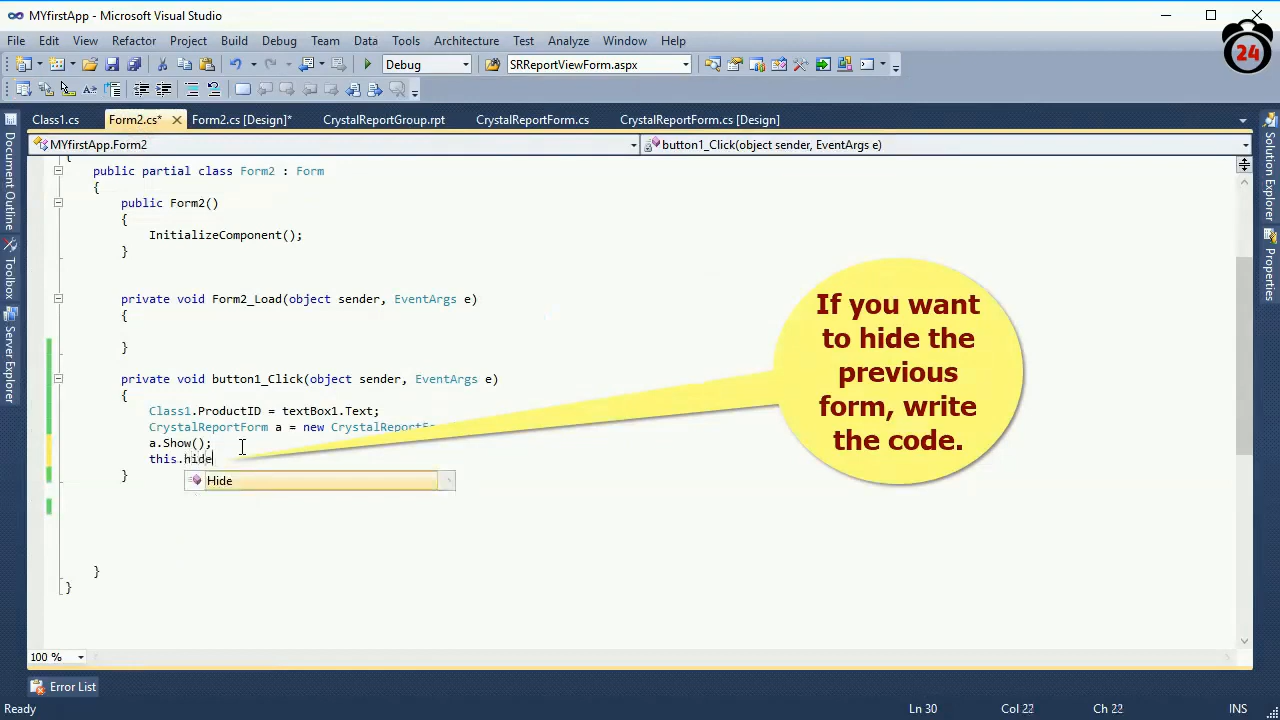 MYfirstApp - Microsoft Visual Studio
24
File Edit View Refactor Project Build Debug Team Data Tools Architecture Test Analyze Window Help
Debug SRReportViewForm.aspx
Class1.cs Form2.cs* Form2.cs [Design]* CrystalReportGroup.rpt CrystalReportForm.cs CrystalReportForm.cs [Design]
MYfirstApp.Form2 button1_Click(object sender, EventArgs e)
Document Outline
Toolbox
Server Explorer
Solution Explorer
Properties
{
public partial class Form2 : Form
{
public Form2()
{
InitializeComponent();
}
private void Form2_Load(object sender, EventArgs e)
{
}
private void button1_Click(object sender, EventArgs e)
{
Class1.ProductID = textBox1.Text;
CrystalReportForm a = new CrystalReportF
a.Show();
this.hide
}
Hide
}
}
If you want
to hide the
previous
form, write
the code.
100 %
Error List
Ready Ln 30 Col 22 Ch 22 INS